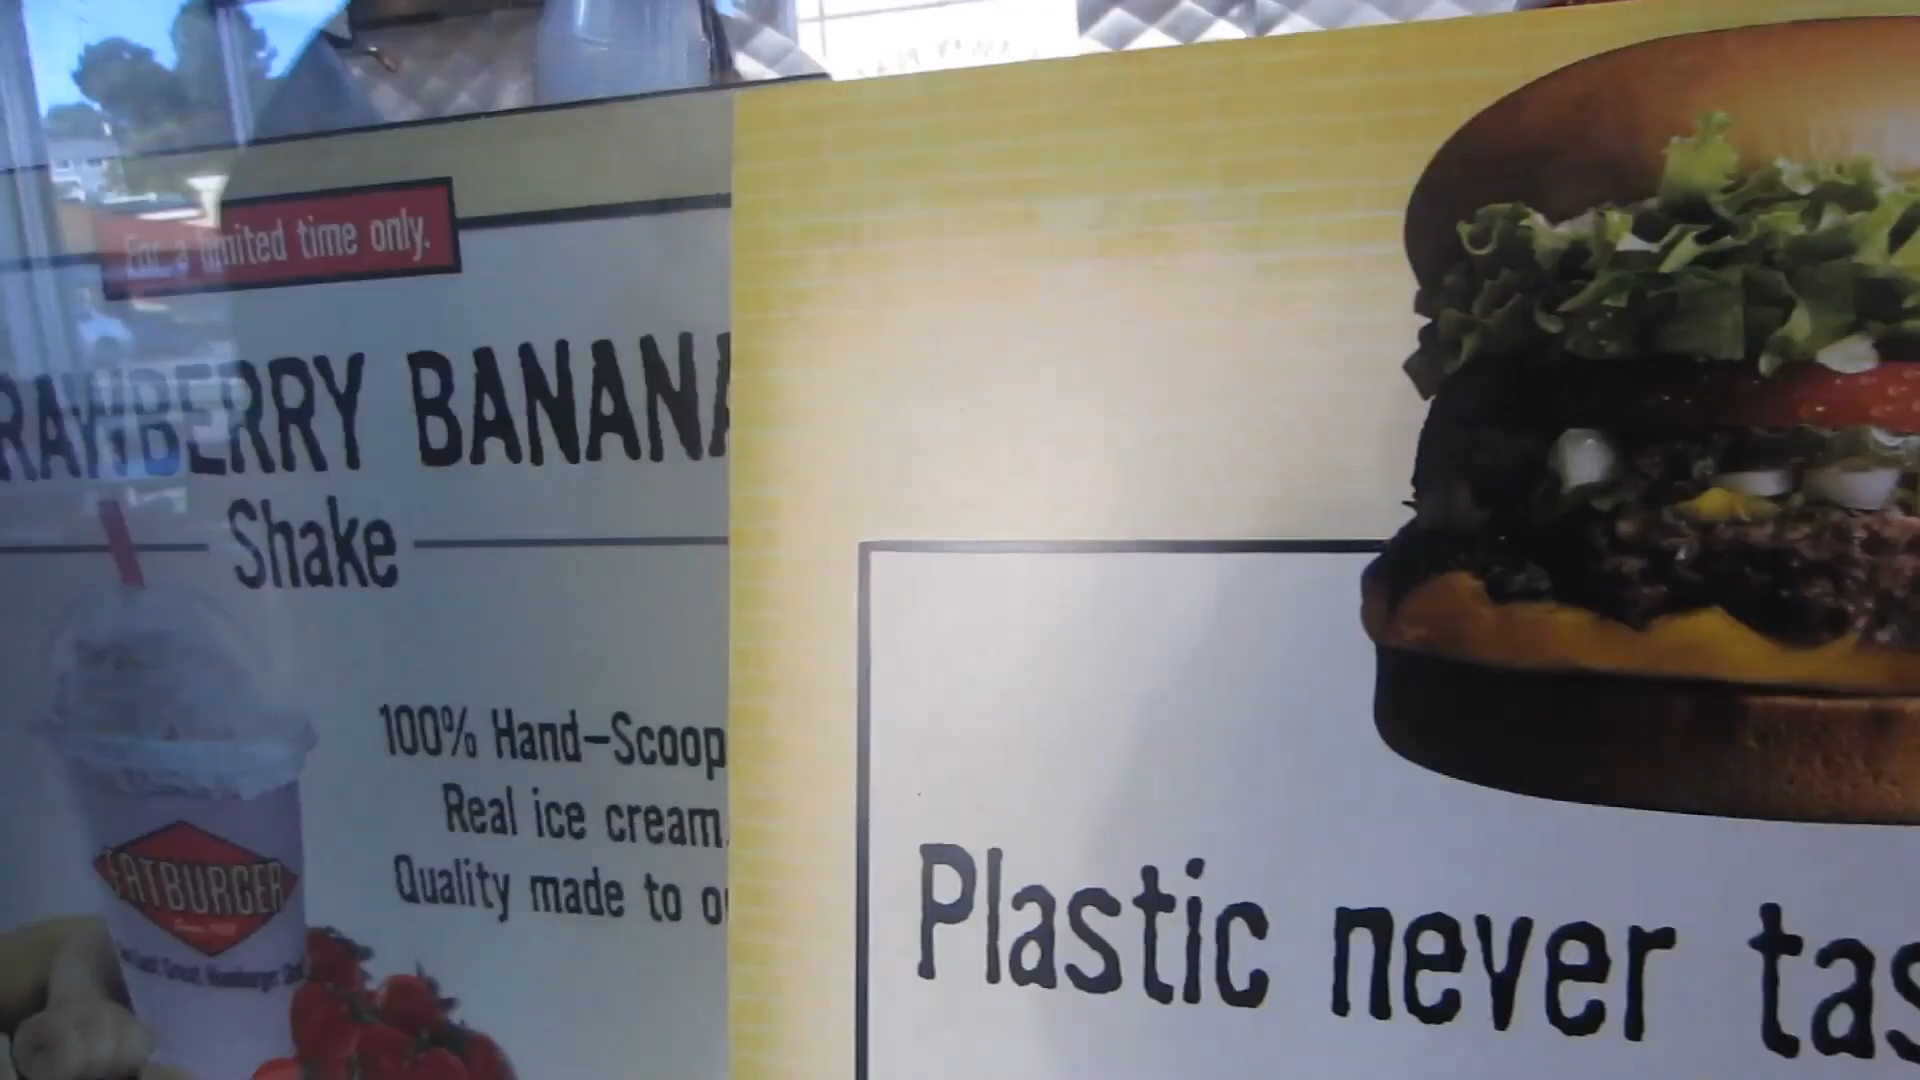 For a limited time only.
RAWBERRY BANANA
Shake
100% Hand-Scoop
Real ice cream.
Quality made to o
FATBURGER
Plastic never tas